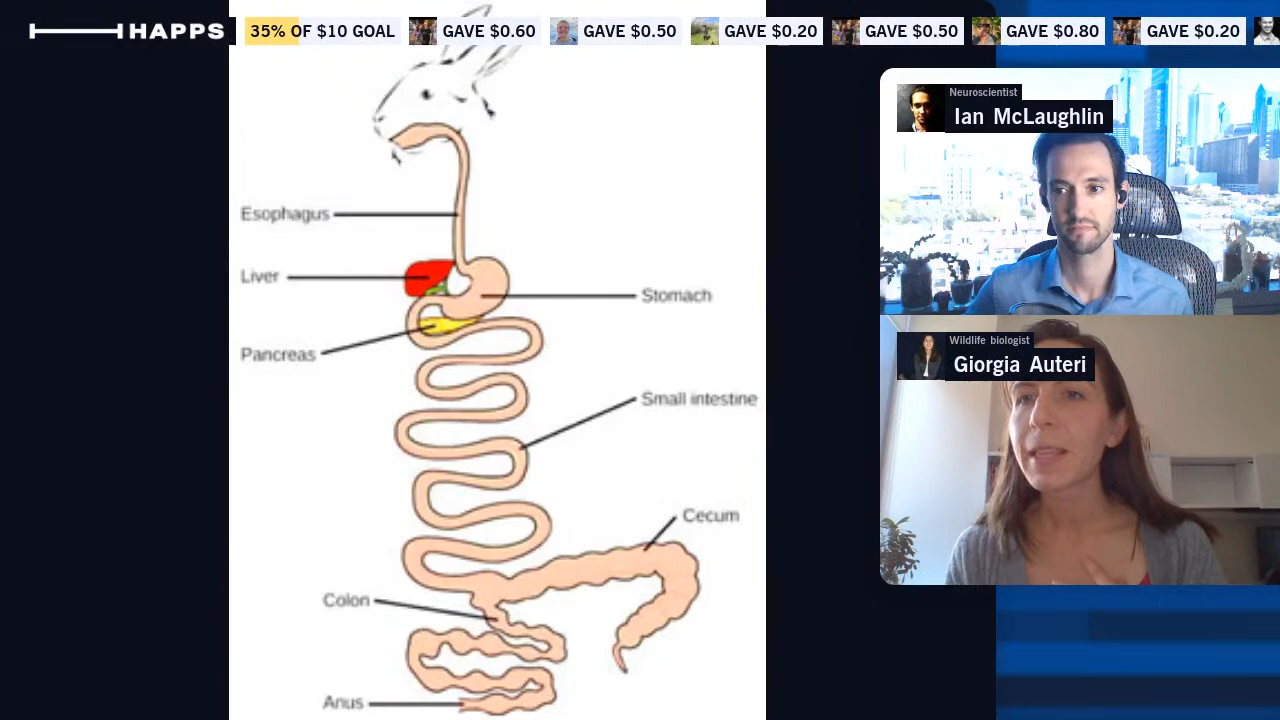 HAPPS
35% OF $10 GOAL
GAVE $0.60
GAVE $0.50
GAVE $0.20
GAVE $0.50
GAVE $0.80
GAVE $0.20
Neuroscientist
Ian McLaughlin
Wildlife biologist
Giorgia Auteri
Esophagus
Liver
Stomach
Pancreas
Small intestine
Cecum
Colon
Anus